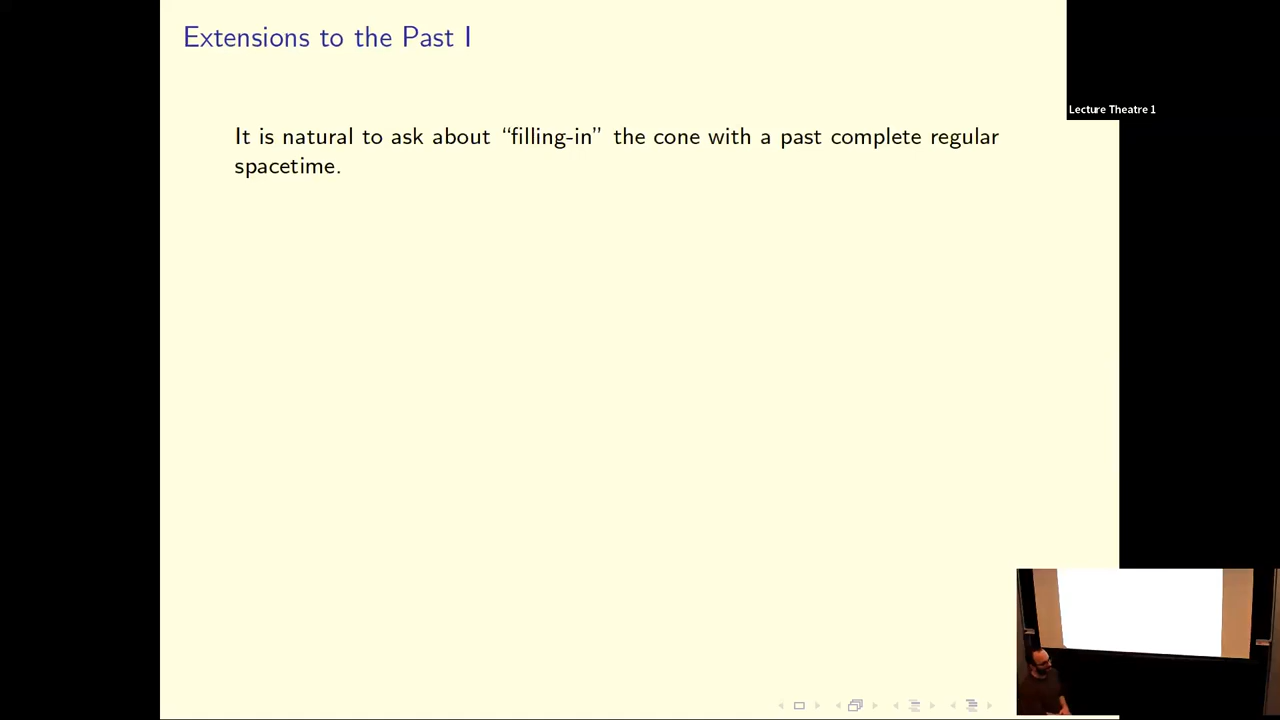 Extensions to the Past I
Lecture Theatre 1
It is natural to ask about “filling-in” the cone with a past complete regular
spacetime.